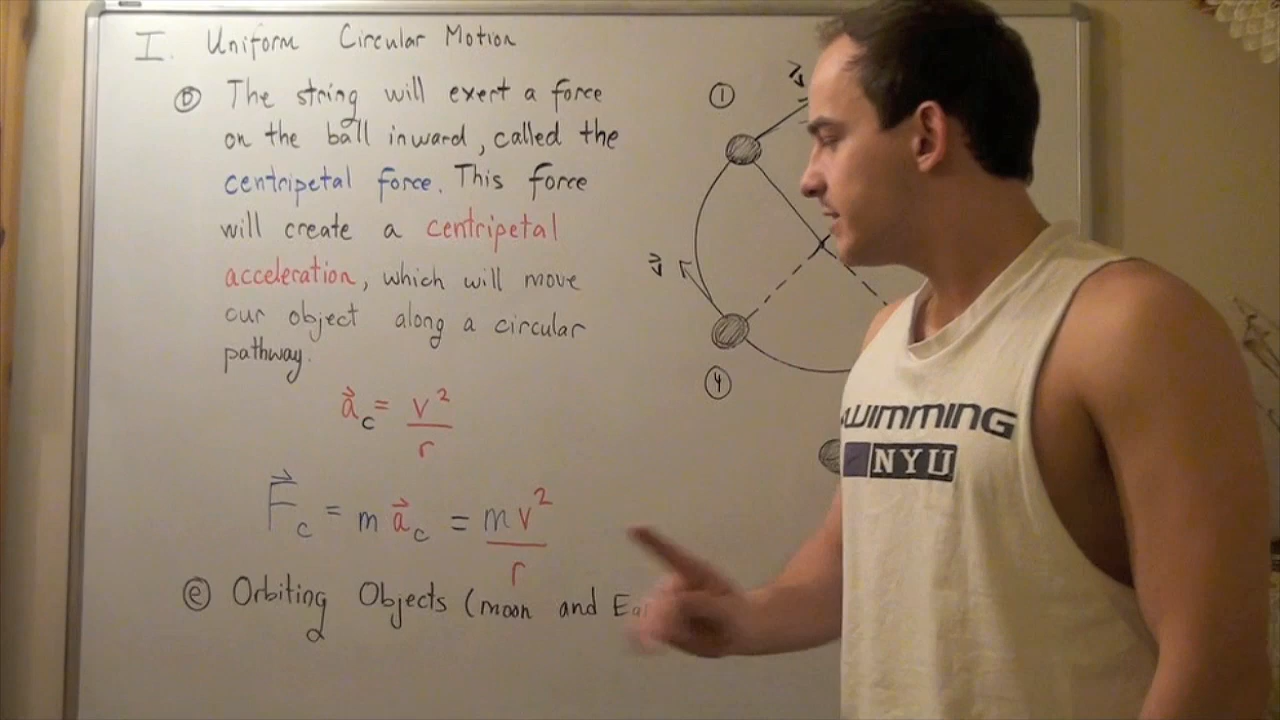 I. Uniform Circular Motion
ⓓ The string will exert a force
on the ball inward, called the
centripetal force. This force
will create a centripetal
acceleration, which will move
our object along a circular
pathway.
a⃗c = v²/r
F⃗c = m a⃗c = mv²/r
ⓔ Orbiting Objects (moon and
①
v⃗
v⃗
④
SWIMMING
NYU